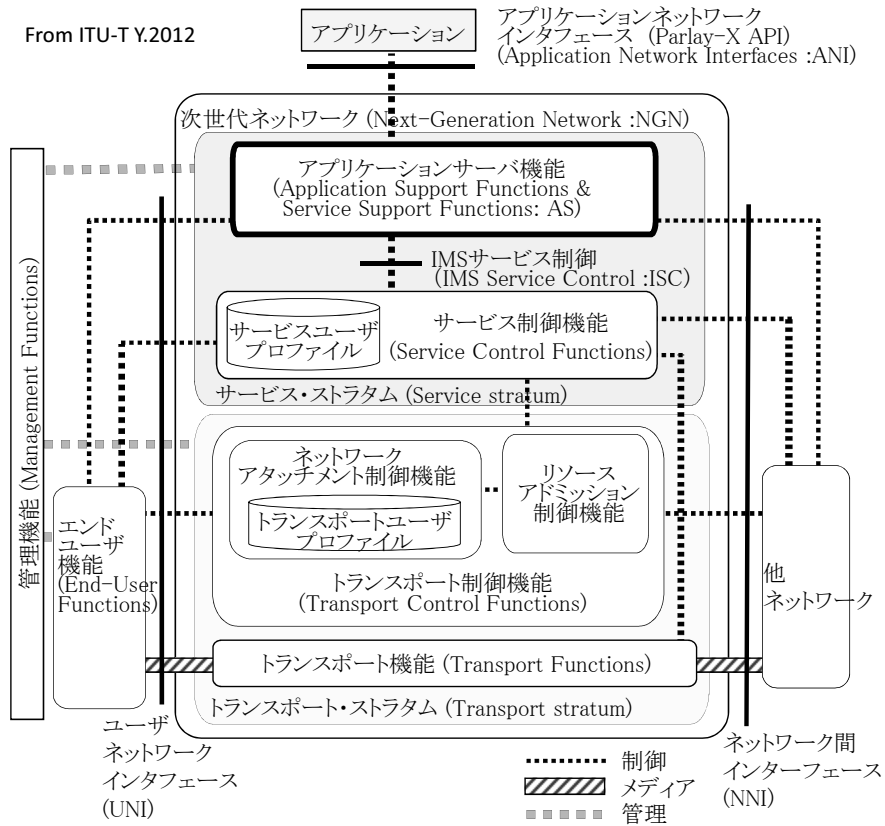 From ITU-T Y.2012
アプリケーション
アプリケーションネットワーク
インタフェース (Parlay-X API)
(Application Network Interfaces :ANI)
次世代ネットワーク (Next-Generation Network :NGN)
アプリケーションサーバ機能
(Application Support Functions &
Service Support Functions: AS)
IMSサービス制御
(IMS Service Control :ISC)
サービスユーザ
プロファイル
サービス制御機能
(Service Control Functions)
サービス・ストラタム (Service stratum)
管理機能 (Management Functions)
ネットワーク
アタッチメント制御機能
トランスポートユーザ
プロファイル
リソース
アドミッション
制御機能
トランスポート制御機能
(Transport Control Functions)
エンド
ユーザ
機能
(End-User
Functions)
他
ネットワーク
トランスポート機能 (Transport Functions)
トランスポート・ストラタム (Transport stratum)
ユーザ
ネットワーク
インタフェース
(UNI)
制御
メディア
管理
ネットワーク間
インターフェース
(NNI)